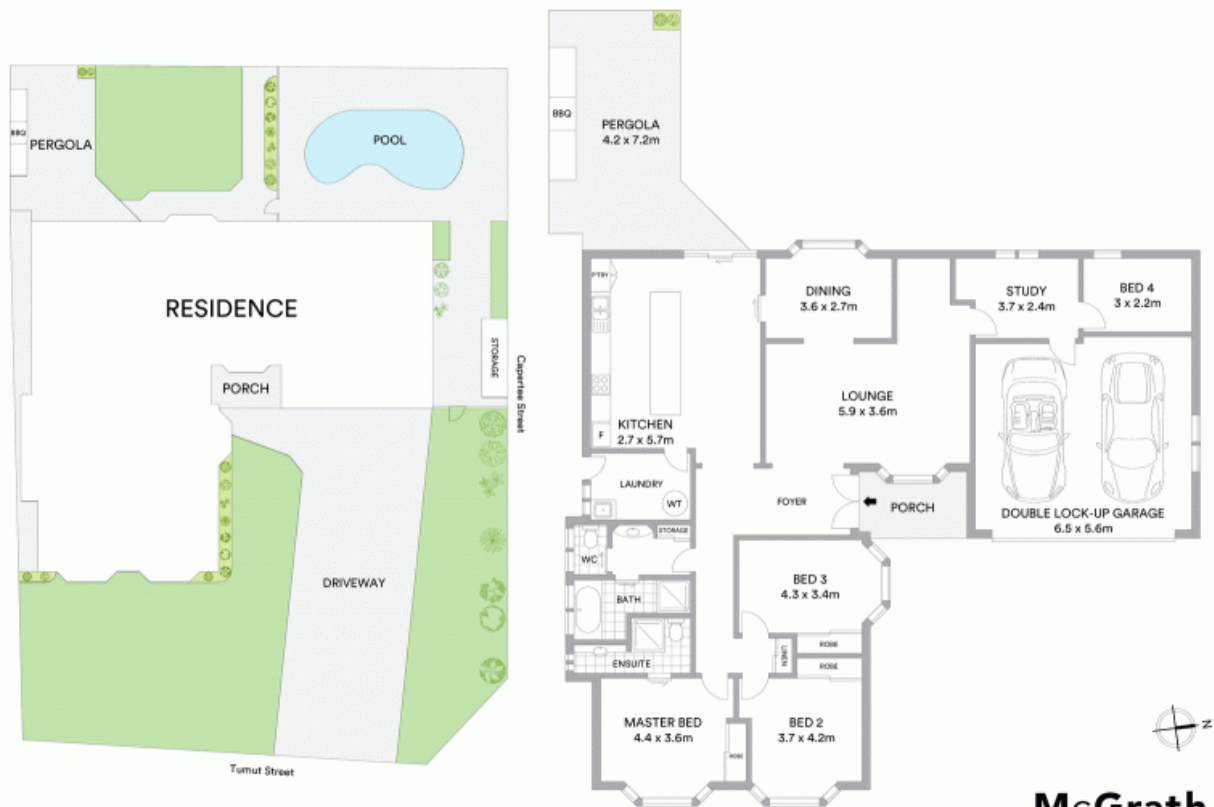 BBQ
PERGOLA
POOL
RESIDENCE
PORCH
STORAGE
Capertee Street
DRIVEWAY
Tumut Street
BBQ
PERGOLA
4.2 x 7.2m
PTRY
DINING
3.6 x 2.7m
STUDY
3.7 x 2.4m
BED 4
3 x 2.2m
LOUNGE
5.9 x 3.6m
KITCHEN
2.7 x 5.7m
F
LAUNDRY
WT
FOYER
PORCH
DOUBLE LOCK-UP GARAGE
6.5 x 5.6m
STORAGE
WC
BATH
BED 3
4.3 x 3.4m
ROBE
LINEN
ROBE
ENSUITE
MASTER BED
4.4 x 3.6m
ROBE
BED 2
3.7 x 4.2m
N
McGrath